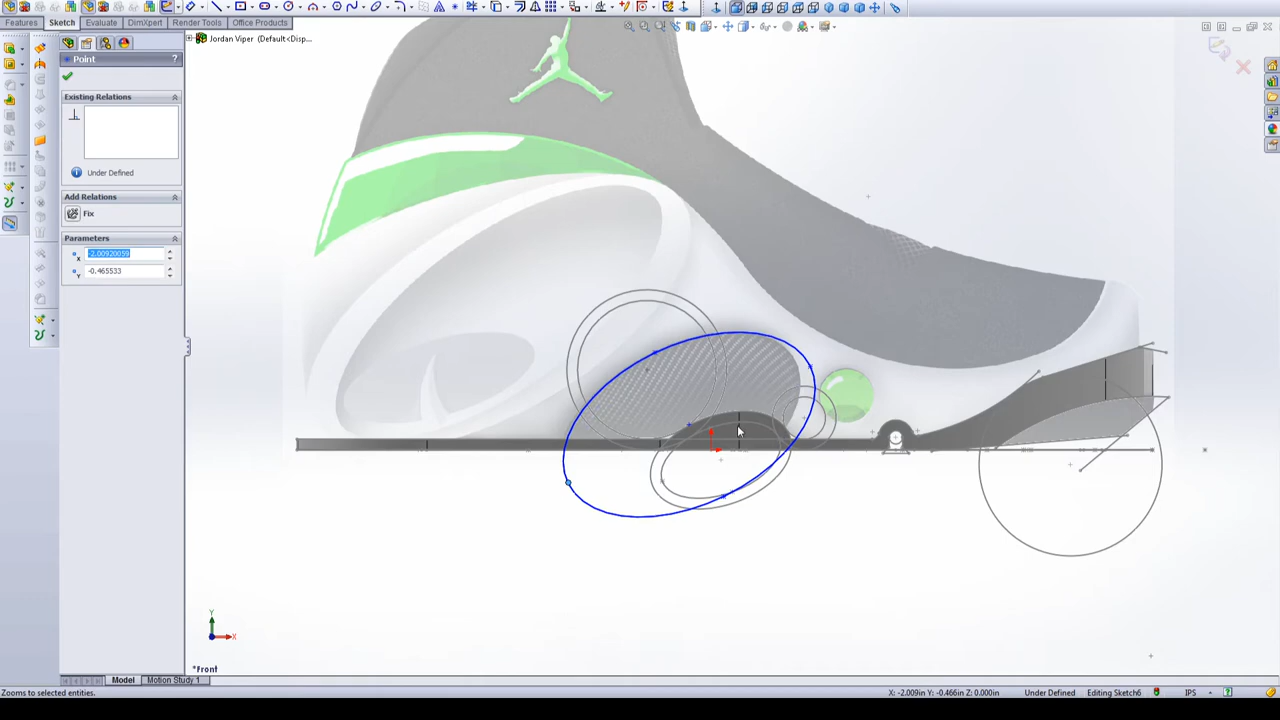 Features Sketch Evaluate DimXpert Render Tools Office Products
Jordan Viper (Default<Disp...
Point ?
Existing Relations
Under Defined
Add Relations
Fix
Parameters
x -2.00920059
y -0.465533
Y
X
*Front
Model Motion Study 1
Zooms to selected entities. X: -2.009in Y: -0.466in Z: 0.000in Under Defined Editing Sketch6 IPS